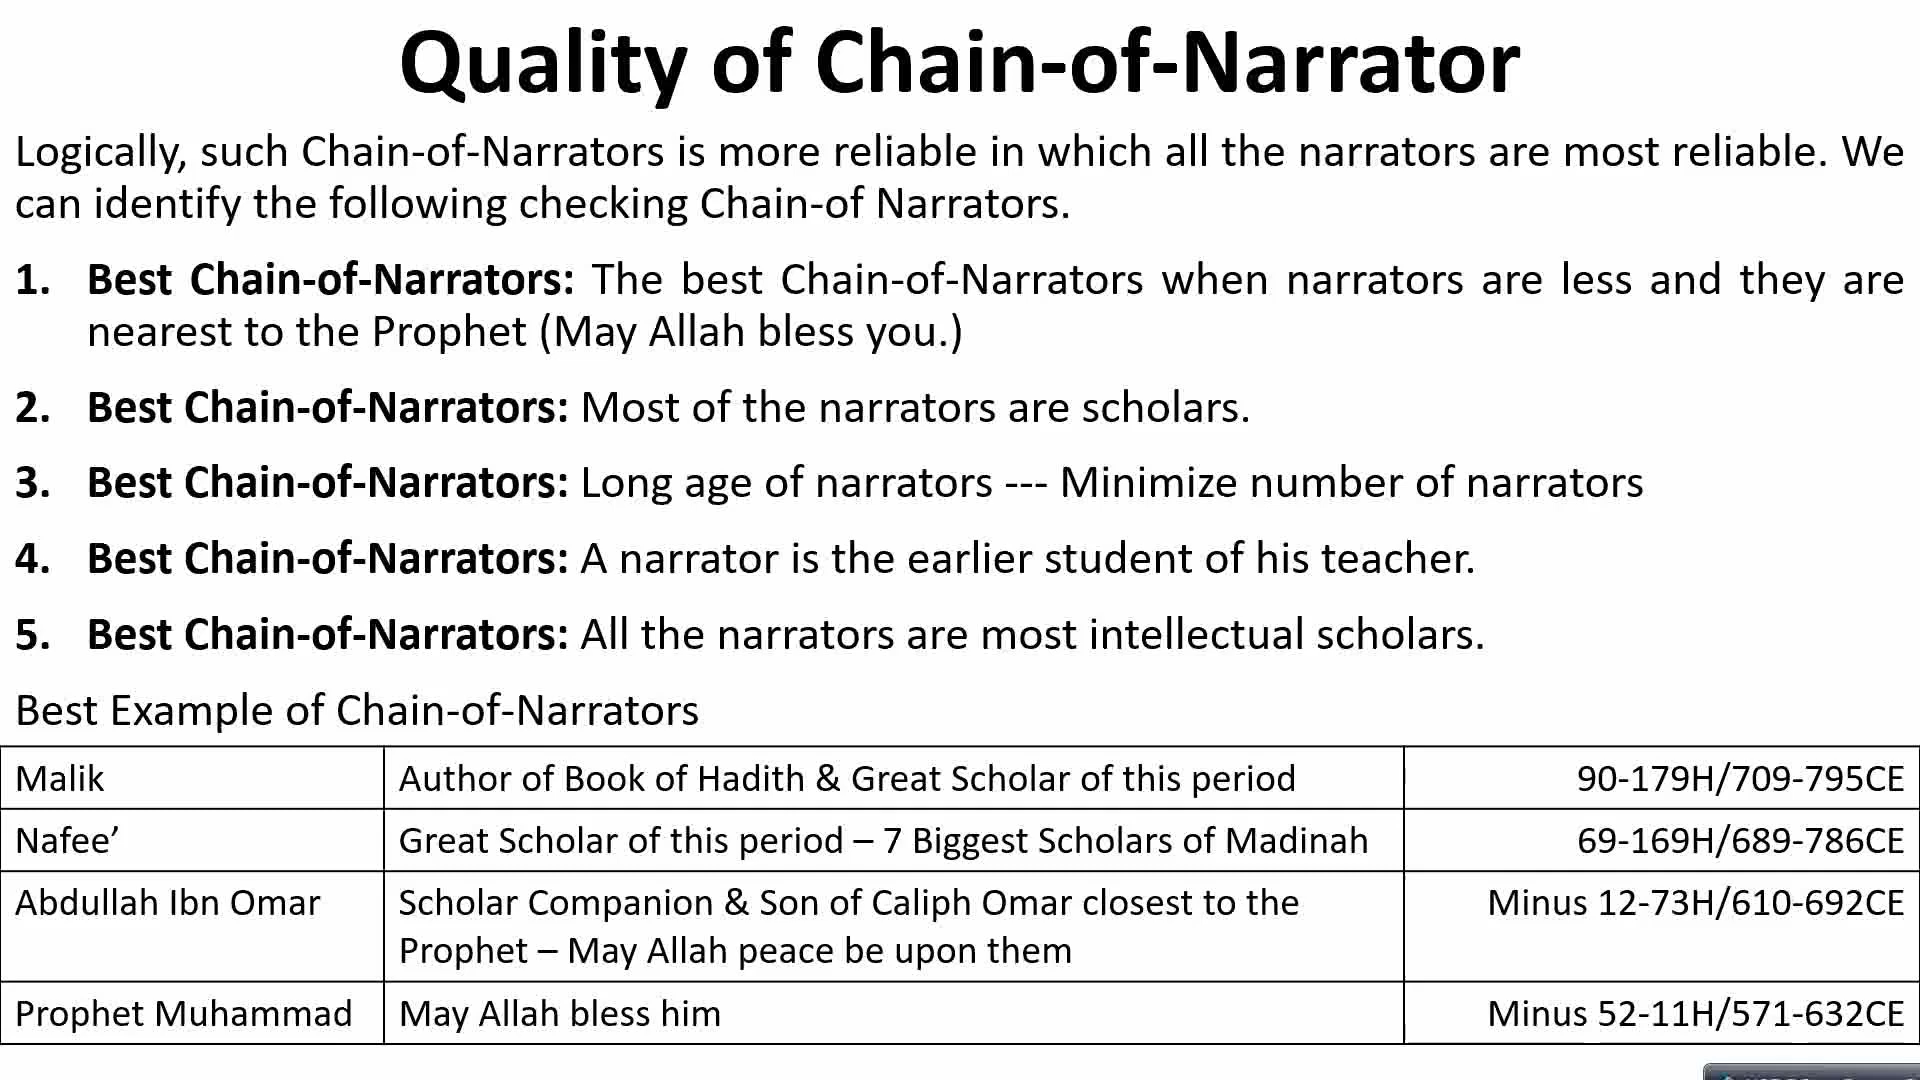 Quality of Chain-of-Narrator
Logically, such Chain-of-Narrators is more reliable in which all the narrators are most reliable. We
can identify the following checking Chain-of Narrators.
1. Best Chain-of-Narrators: The best Chain-of-Narrators when narrators are less and they are
nearest to the Prophet (May Allah bless you.)
2. Best Chain-of-Narrators: Most of the narrators are scholars.
3. Best Chain-of-Narrators: Long age of narrators --- Minimize number of narrators
4. Best Chain-of-Narrators: A narrator is the earlier student of his teacher.
5. Best Chain-of-Narrators: All the narrators are most intellectual scholars.
Best Example of Chain-of-Narrators
Malik Author of Book of Hadith & Great Scholar of this period 90-179H/709-795CE
Nafee’ Great Scholar of this period – 7 Biggest Scholars of Madinah 69-169H/689-786CE
Abdullah Ibn Omar Scholar Companion & Son of Caliph Omar closest to the Minus 12-73H/610-692CE
Prophet – May Allah peace be upon them
Prophet Muhammad May Allah bless him Minus 52-11H/571-632CE